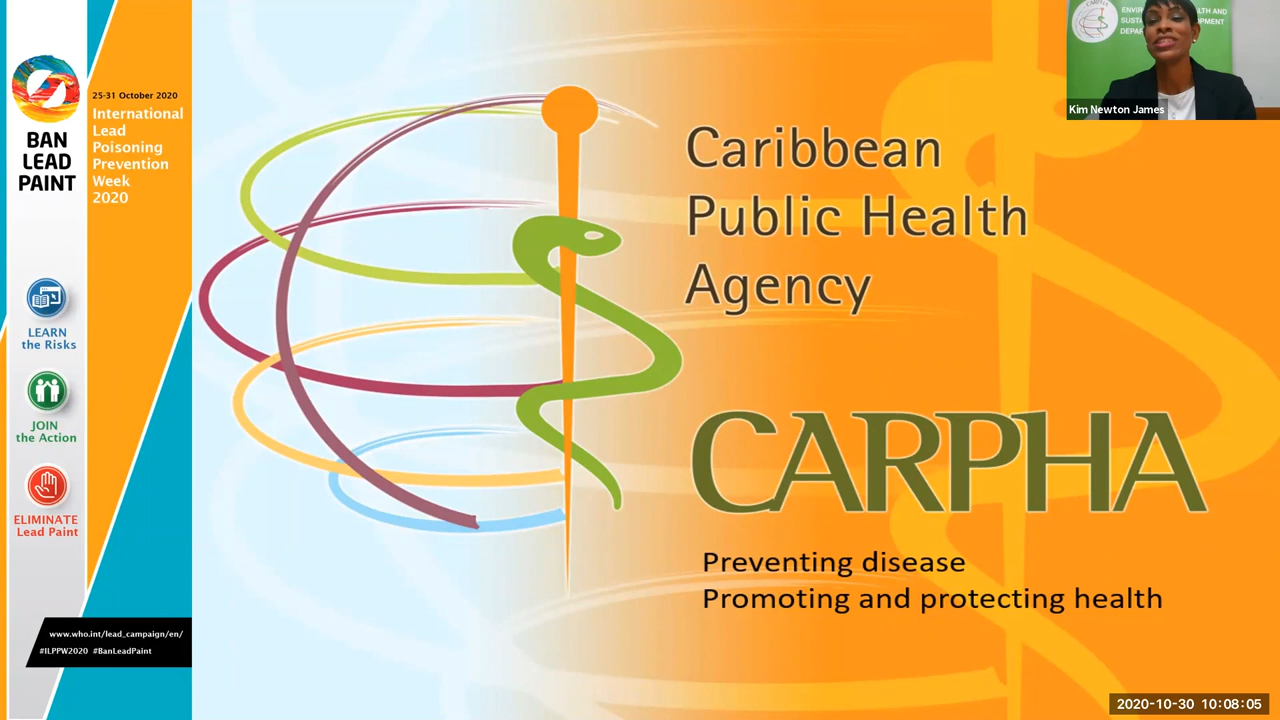 25-31 October 2020
International
Lead
Poisoning
Prevention
Week
2020
BAN
LEAD
PAINT
LEARN
the Risks
JOIN
the Action
ELIMINATE
Lead Paint
www.who.int/lead_campaign/en/
#ILPPW2020 #BanLeadPaint
Caribbean
Public Health
Agency
CARPHA
Preventing disease
Promoting and protecting health
Kim Newton James
2020-10-30 10:08:05